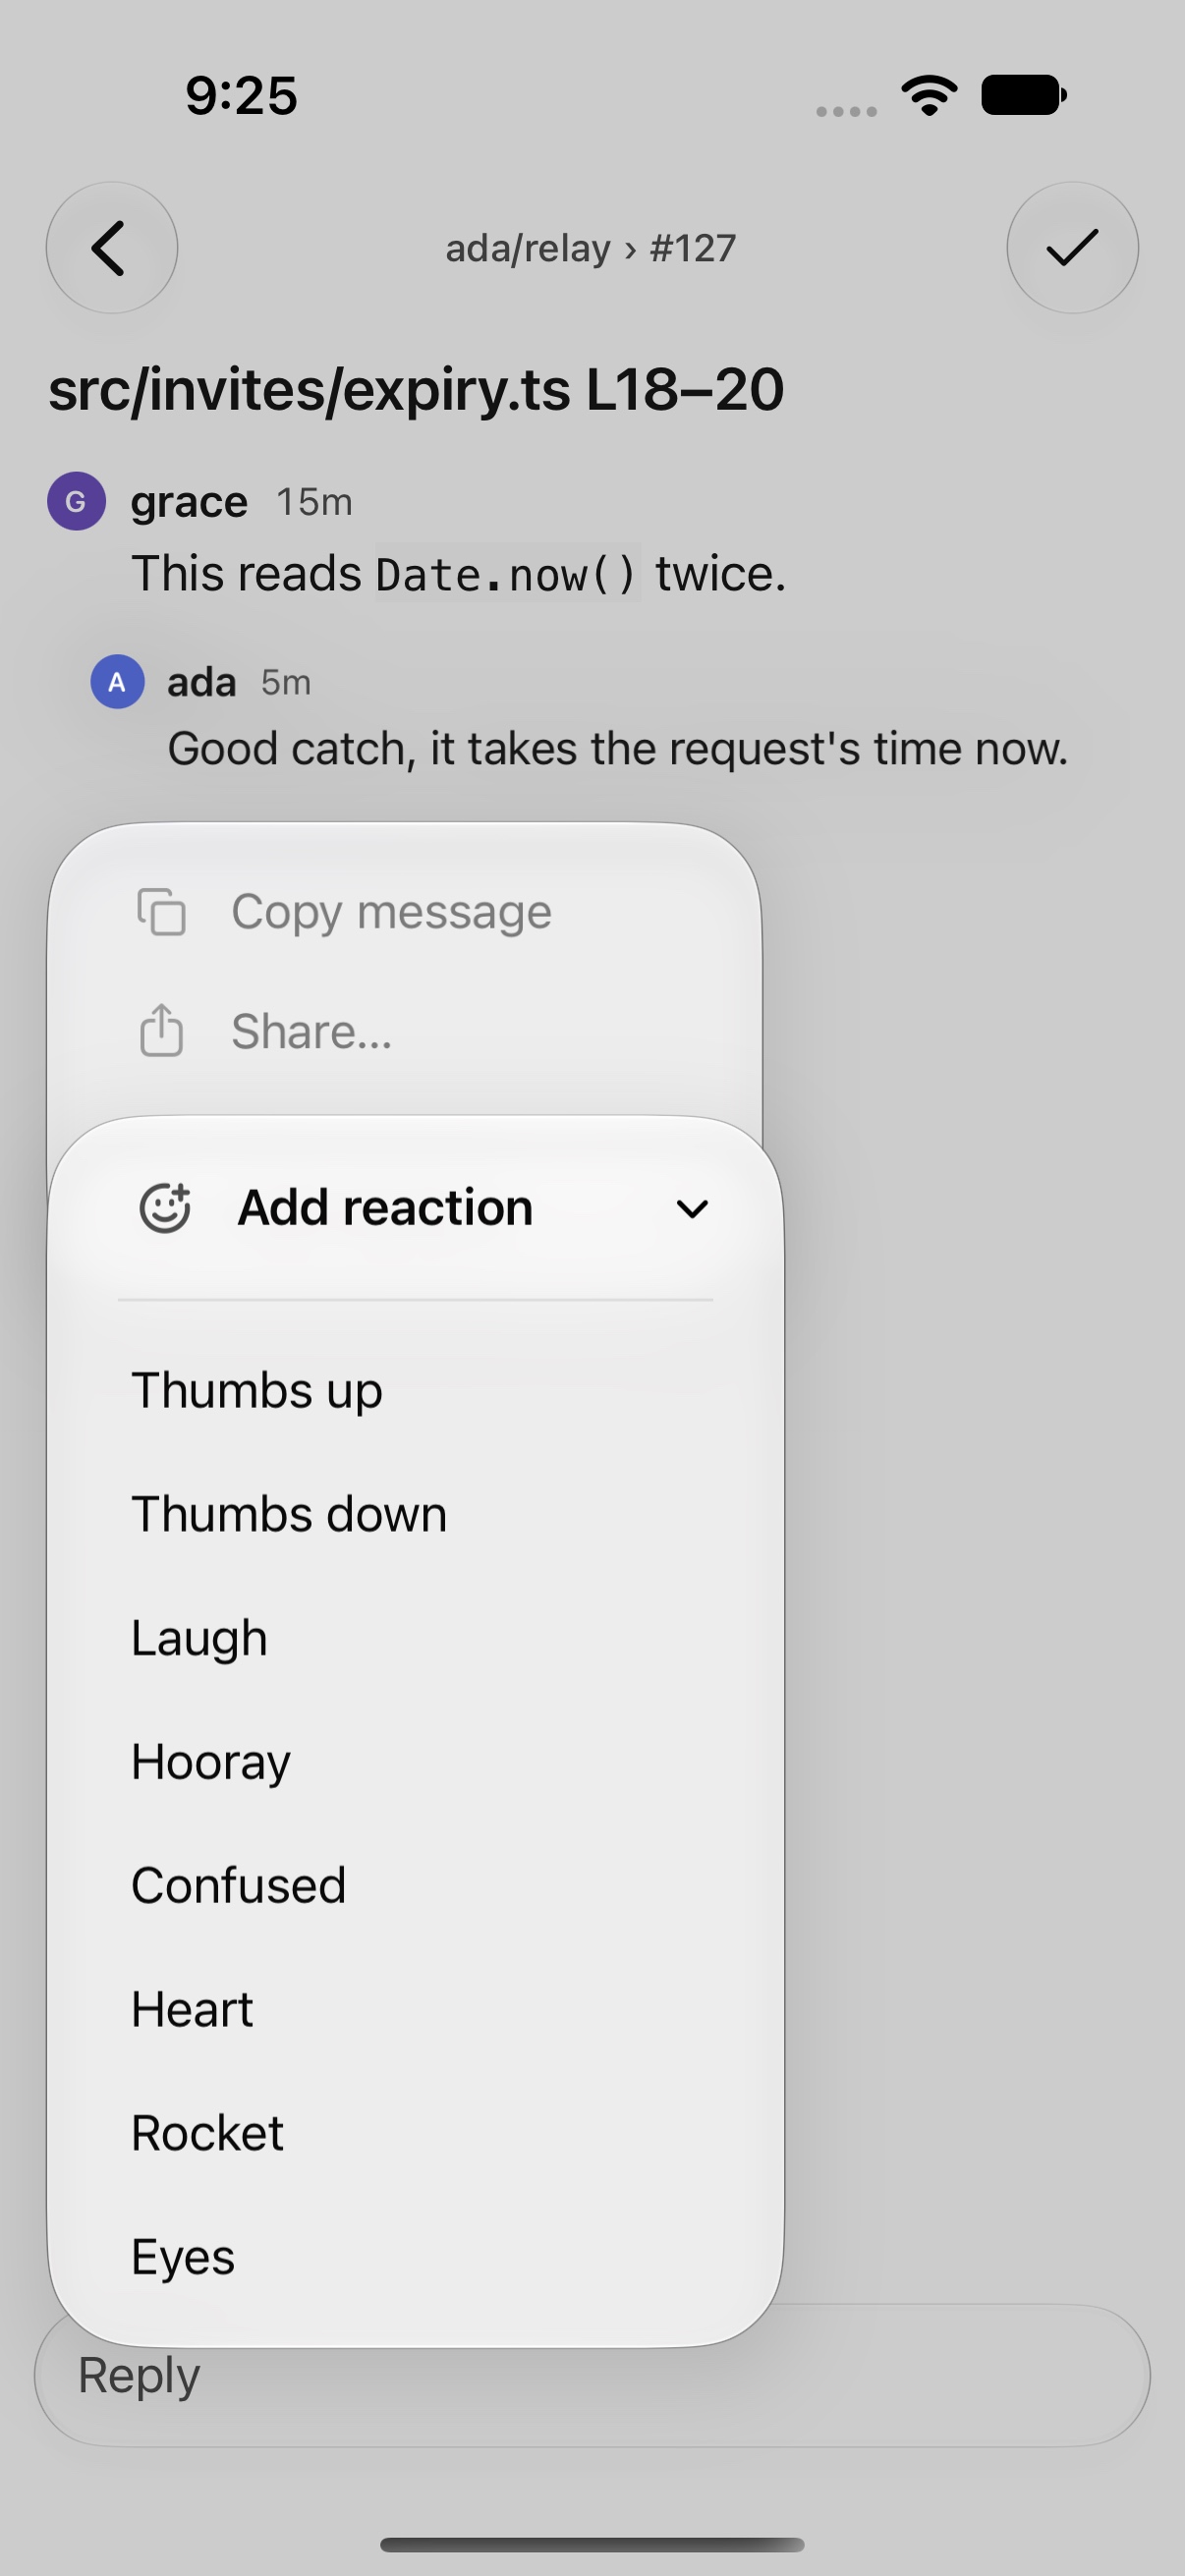 9:25
ada/relay › #127
src/invites/expiry.ts L18–20
G grace 15m
This reads Date.now() twice.
A ada 5m
Good catch, it takes the request's time now.
Copy message
Share...
Add reaction
Thumbs up
Thumbs down
Laugh
Hooray
Confused
Heart
Rocket
Eyes
Reply